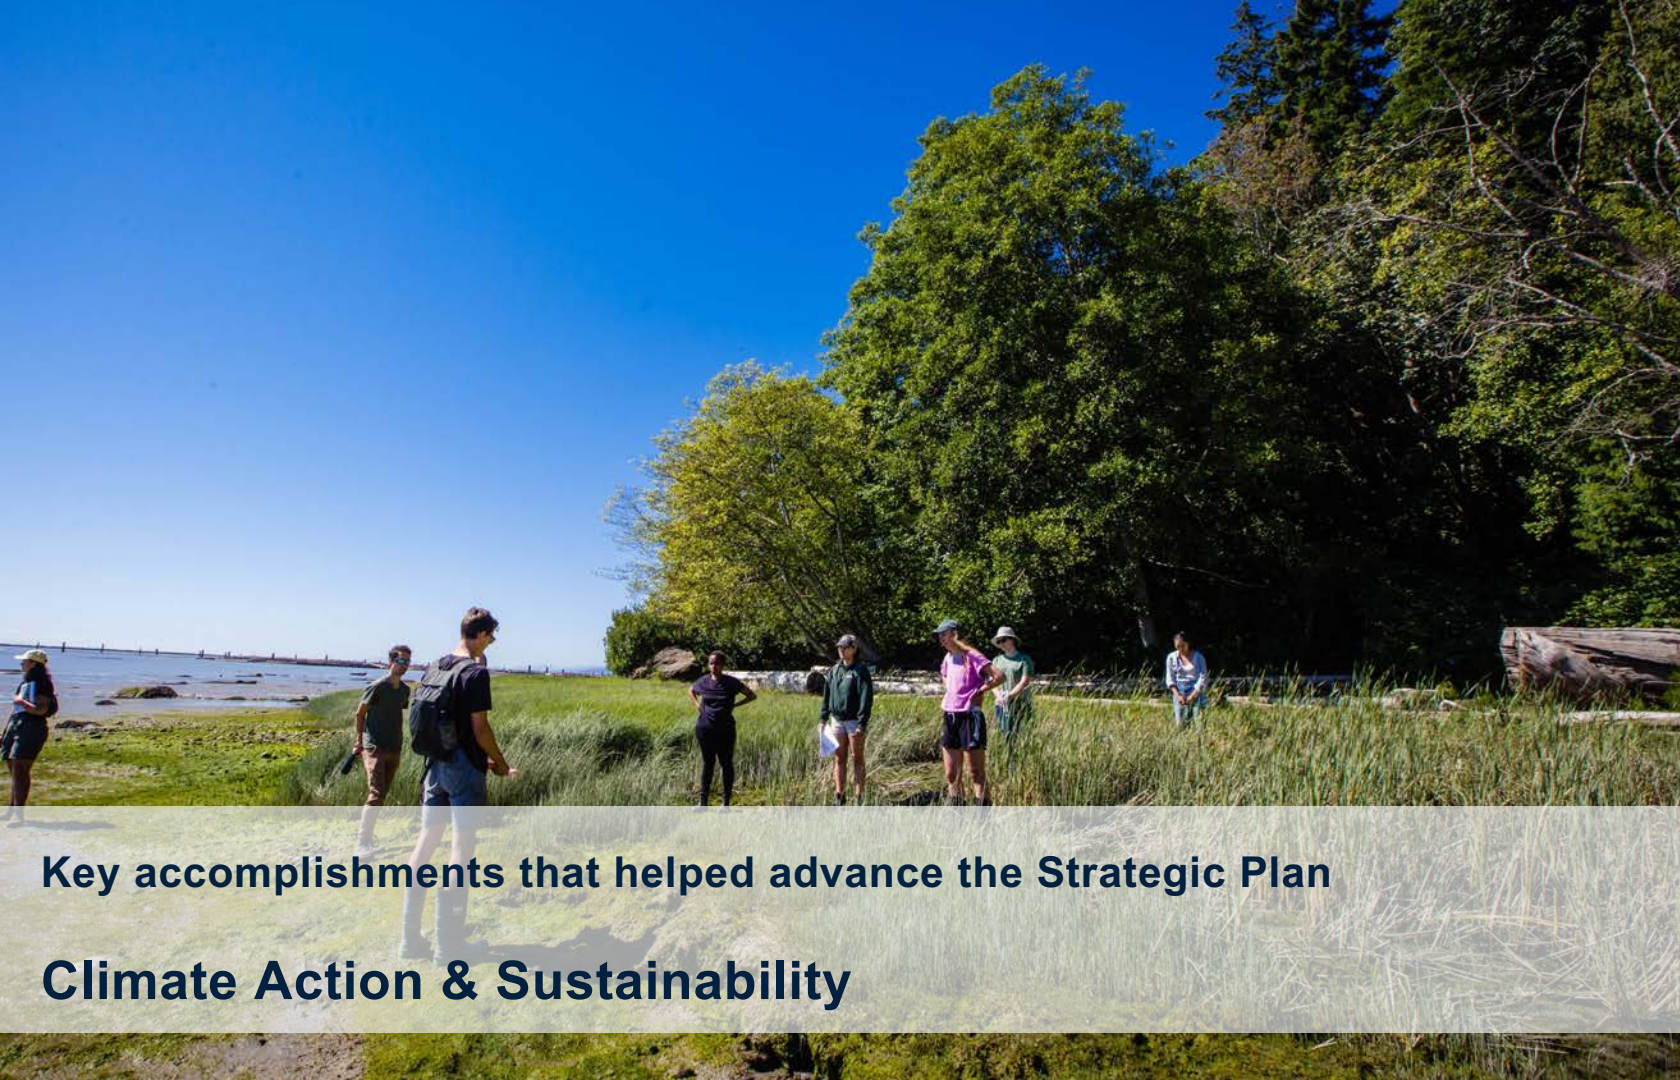 Key accomplishments that helped advance the Strategic Plan
Climate Action & Sustainability